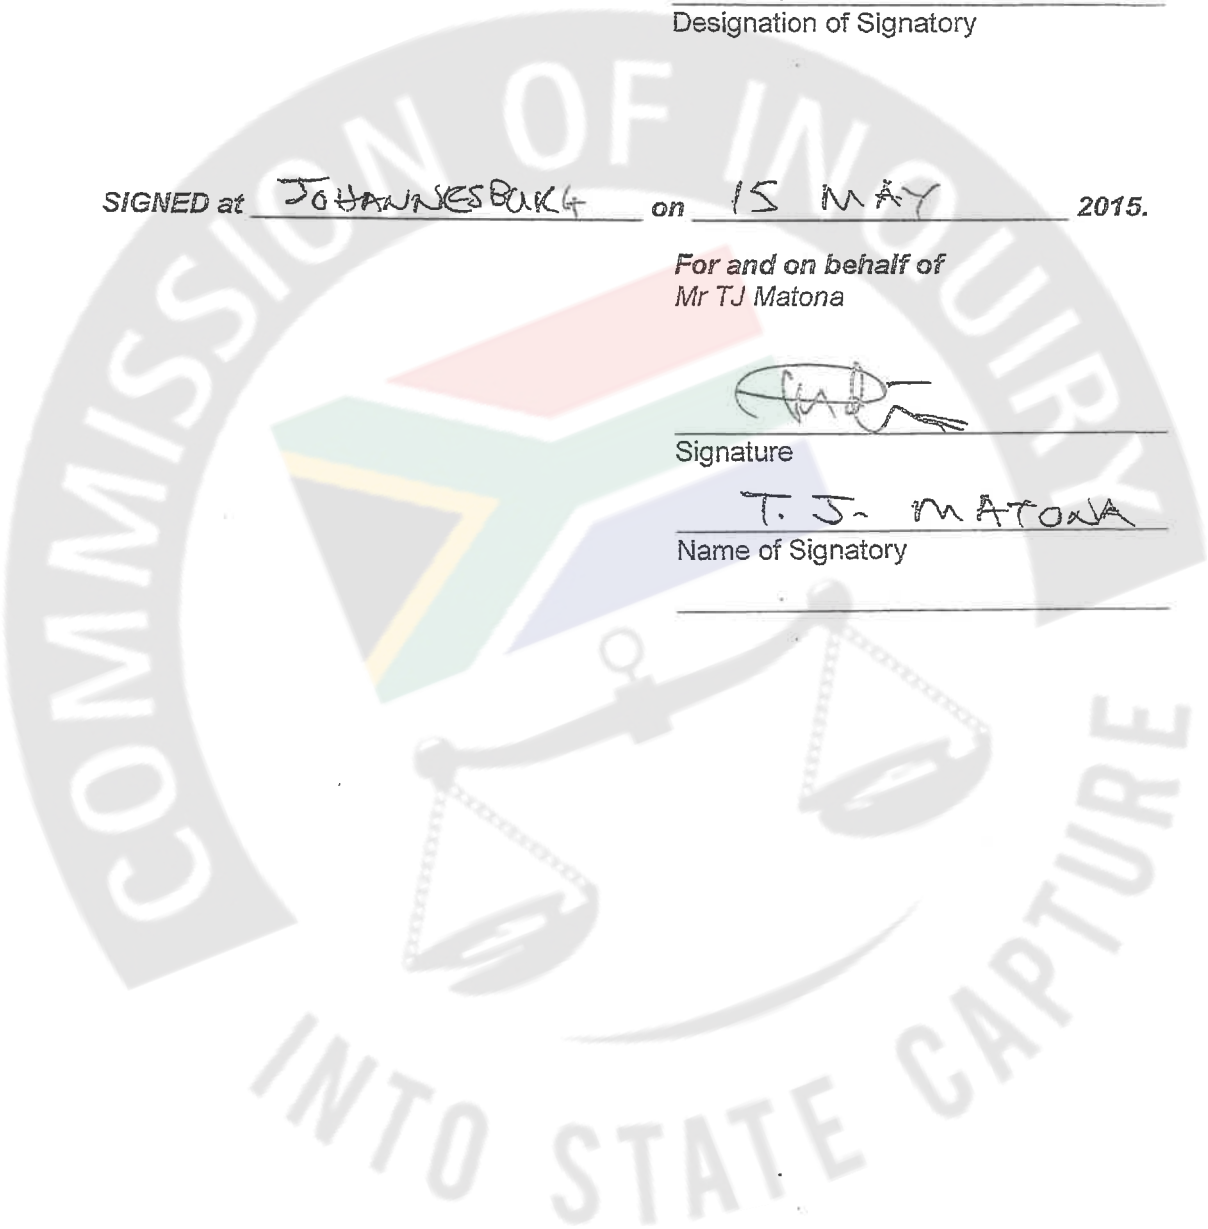 Designation of Signatory
SIGNED at JOHANNESBURG on 15 MAY 2015.
For and on behalf of
Mr TJ Matona
Signature
T. J. MATONA
Name of Signatory
COMMISSION OF INQUIRY
INTO STATE CAPTURE